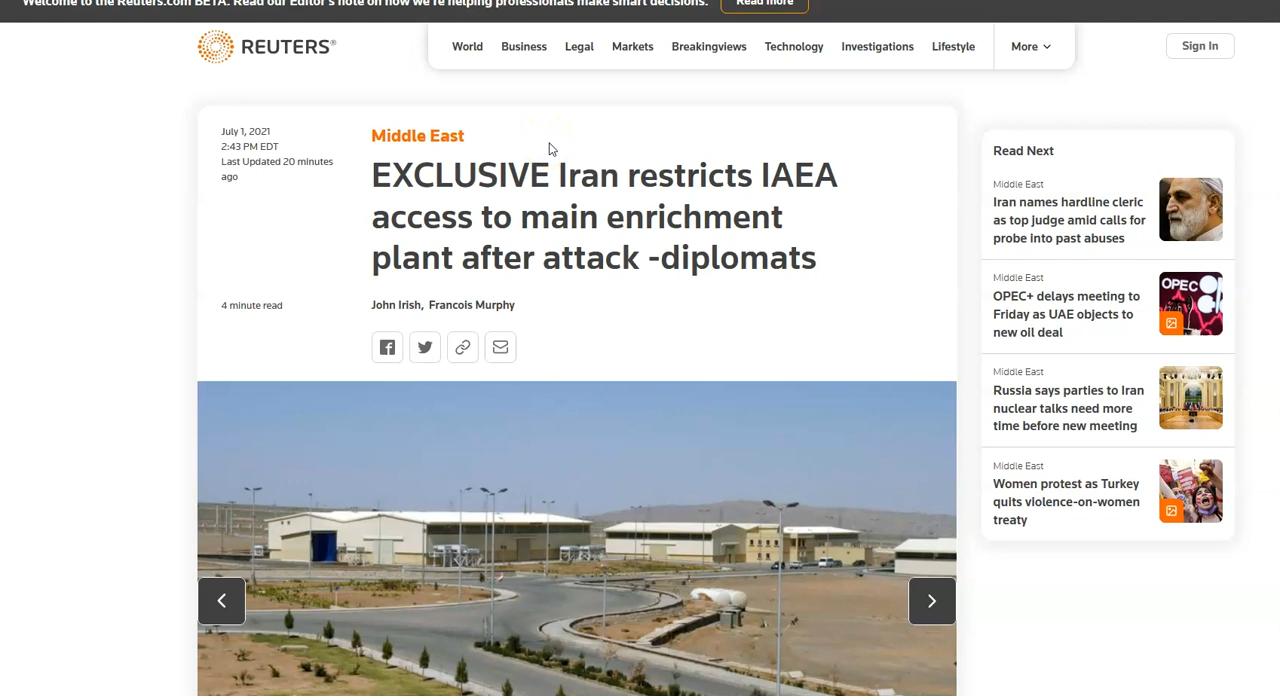 Welcome to the Reuters.com BETA. Read our Editor's note on how we're helping professionals make smart decisions.
Read more
REUTERS®
World
Business
Legal
Markets
Breakingviews
Technology
Investigations
Lifestyle
More
Sign In
July 1, 2021
2:43 PM EDT
Last Updated 20 minutes
ago
Middle East
EXCLUSIVE Iran restricts IAEA
access to main enrichment
plant after attack -diplomats
4 minute read
John Irish, Francois Murphy
Read Next
Middle East
Iran names hardline cleric
as top judge amid calls for
probe into past abuses
Middle East
OPEC+ delays meeting to
Friday as UAE objects to
new oil deal
OPEC
Middle East
Russia says parties to Iran
nuclear talks need more
time before new meeting
Middle East
Women protest as Turkey
quits violence-on-women
treaty